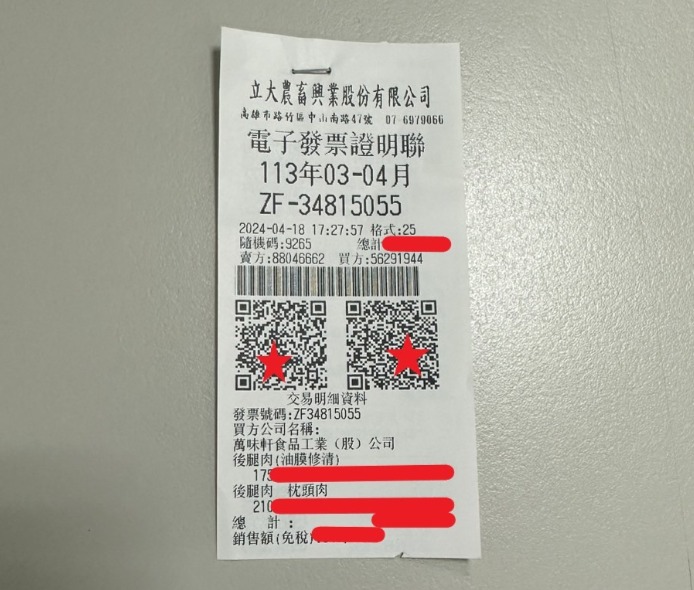 立大農畜興業股份有限公司
高雄市路竹區中山南路47號 07-6979066
電子發票證明聯
113年03-04月
ZF-34815055
2024-04-18 17:27:57 格式:25
隨機碼:9265 總計
賣方:88046662 買方:56291944
交易明細資料
發票號碼:ZF34815055
買方公司名稱:
萬味軒食品工業(股)公司
後腿肉(油膜修清)
175
後腿肉 枕頭肉
210
總 計:
銷售額(免稅)